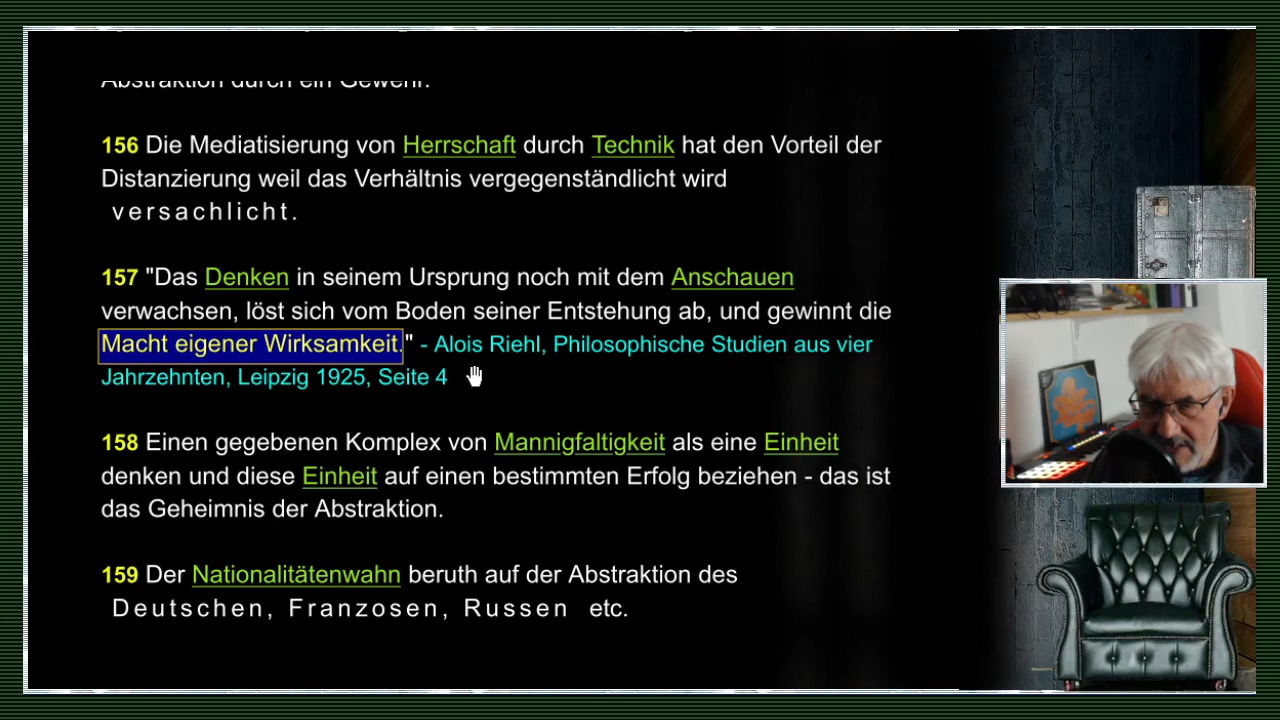 Abstraktion durch ein Gewehr.
156 Die Mediatisierung von Herrschaft durch Technik hat den Vorteil der
Distanzierung weil das Verhältnis vergegenständlicht wird
versachlicht.
157 "Das Denken in seinem Ursprung noch mit dem Anschauen
verwachsen, löst sich vom Boden seiner Entstehung ab, und gewinnt die
Macht eigener Wirksamkeit." - Alois Riehl, Philosophische Studien aus vier
Jahrzehnten, Leipzig 1925, Seite 4
158 Einen gegebenen Komplex von Mannigfaltigkeit als eine Einheit
denken und diese Einheit auf einen bestimmten Erfolg beziehen - das ist
das Geheimnis der Abstraktion.
159 Der Nationalitätenwahn beruth auf der Abstraktion des
Deutschen, Franzosen, Russen etc.